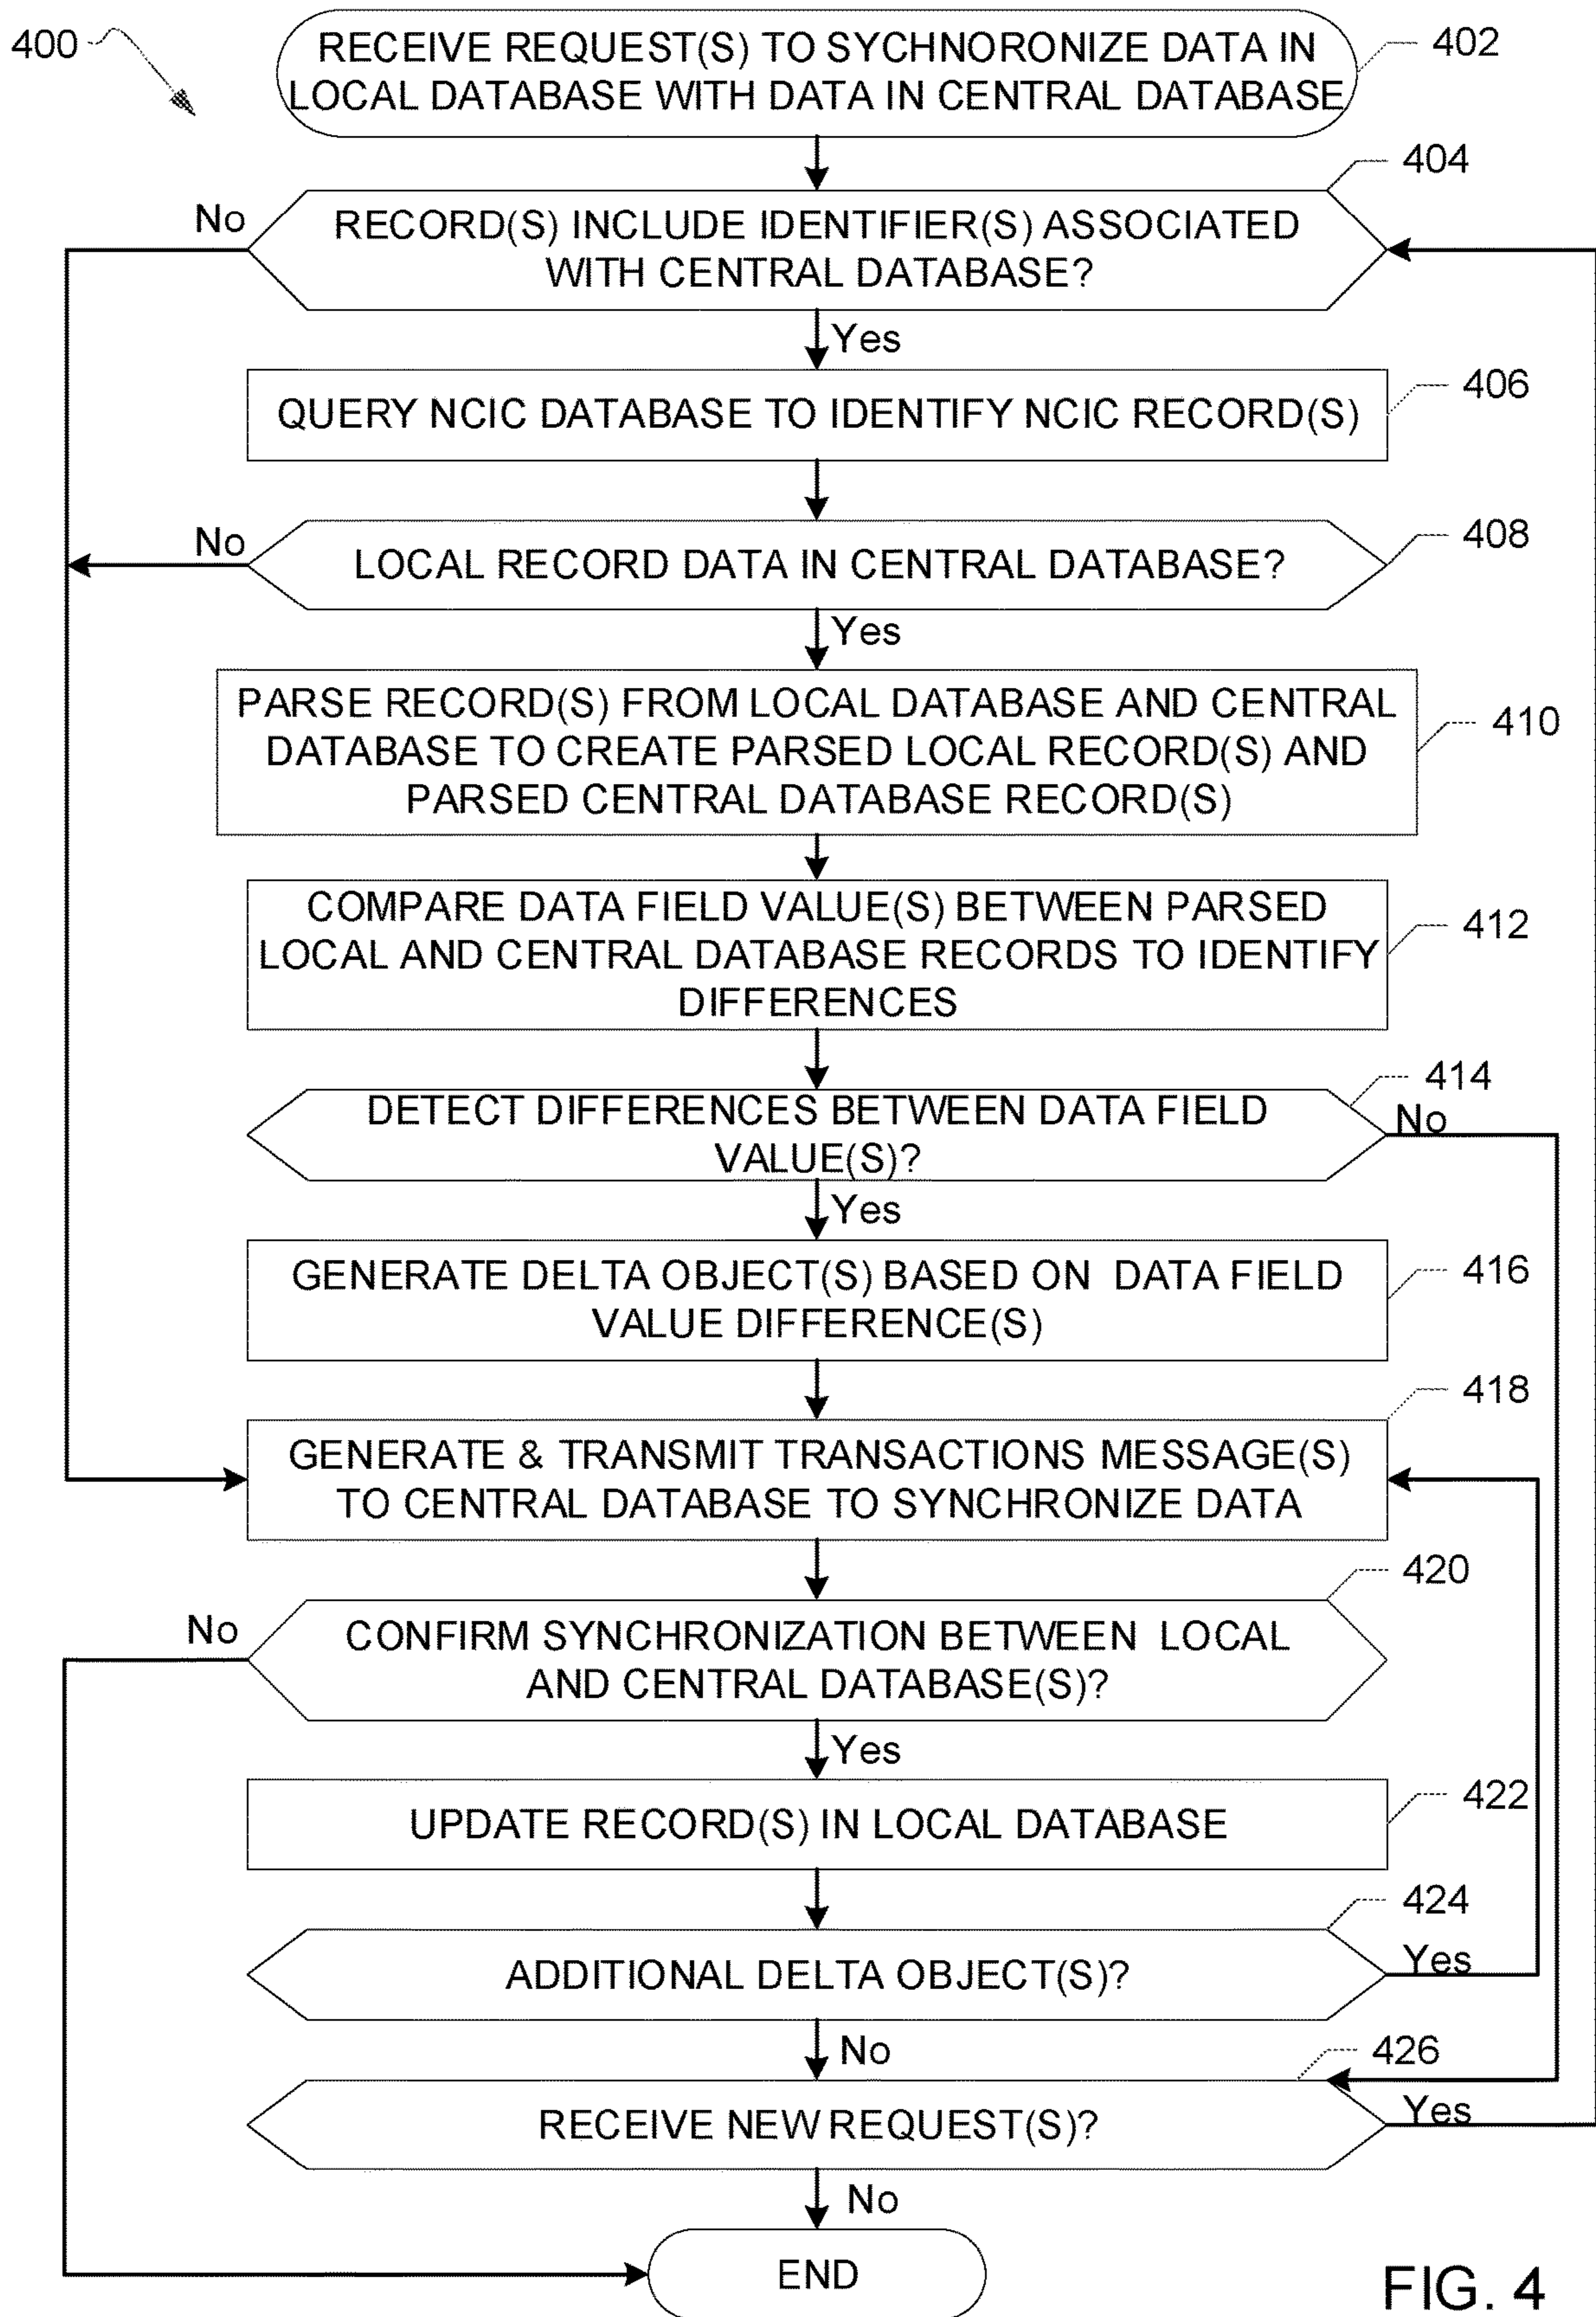 400
RECEIVE REQUEST(S) TO SYCHNORONIZE DATA IN
LOCAL DATABASE WITH DATA IN CENTRAL DATABASE
402
404
No
RECORD(S) INCLUDE IDENTIFIER(S) ASSOCIATED
WITH CENTRAL DATABASE?
Yes
406
QUERY NCIC DATABASE TO IDENTIFY NCIC RECORD(S)
No
LOCAL RECORD DATA IN CENTRAL DATABASE?
408
Yes
PARSE RECORD(S) FROM LOCAL DATABASE AND CENTRAL
DATABASE TO CREATE PARSED LOCAL RECORD(S) AND
PARSED CENTRAL DATABASE RECORD(S)
410
COMPARE DATA FIELD VALUE(S) BETWEEN PARSED
LOCAL AND CENTRAL DATABASE RECORDS TO IDENTIFY
DIFFERENCES
412
414
DETECT DIFFERENCES BETWEEN DATA FIELD
VALUE(S)?
No
Yes
GENERATE DELTA OBJECT(S) BASED ON DATA FIELD
VALUE DIFFERENCE(S)
416
418
GENERATE & TRANSMIT TRANSACTIONS MESSAGE(S)
TO CENTRAL DATABASE TO SYNCHRONIZE DATA
420
No
CONFIRM SYNCHRONIZATION BETWEEN LOCAL
AND CENTRAL DATABASE(S)?
Yes
422
UPDATE RECORD(S) IN LOCAL DATABASE
424
ADDITIONAL DELTA OBJECT(S)?
Yes
No
426
RECEIVE NEW REQUEST(S)?
Yes
No
END
FIG. 4